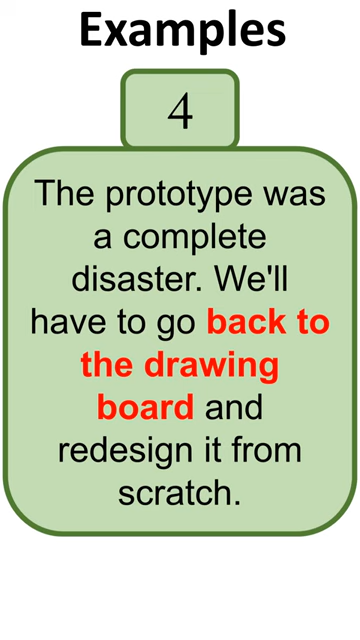 Examples
4
The prototype was
a complete
disaster. We'll
have to go back to
the drawing
board and
redesign it from
scratch.